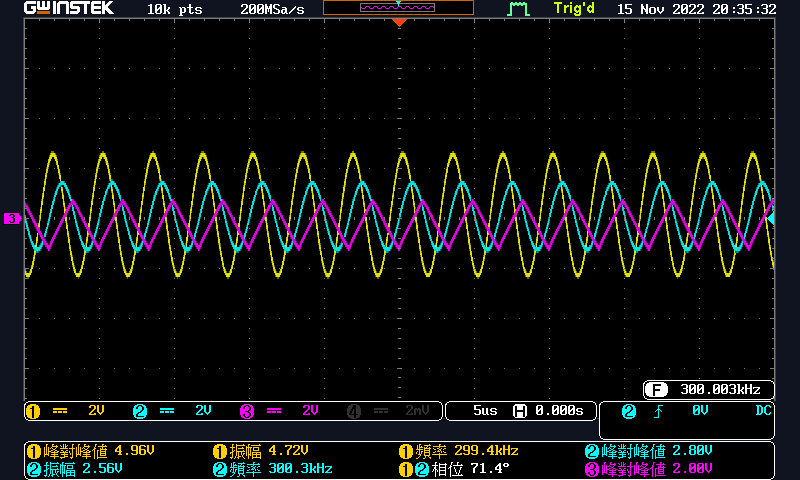 GWINSTEK 10k pts 200MSa/s Trig'd 15 Nov 2022 20:35:32
3
F 300.003kHz
1 2V 2 2V 3 2V 4 2mV 5us H 0.000s 2 0V DC
1峰對峰值 4.96V 1振幅 4.72V 1頻率 299.4kHz 2峰對峰值 2.80V
2振幅 2.56V 2頻率 300.3kHz 12相位 71.4° 3峰對峰值 2.00V